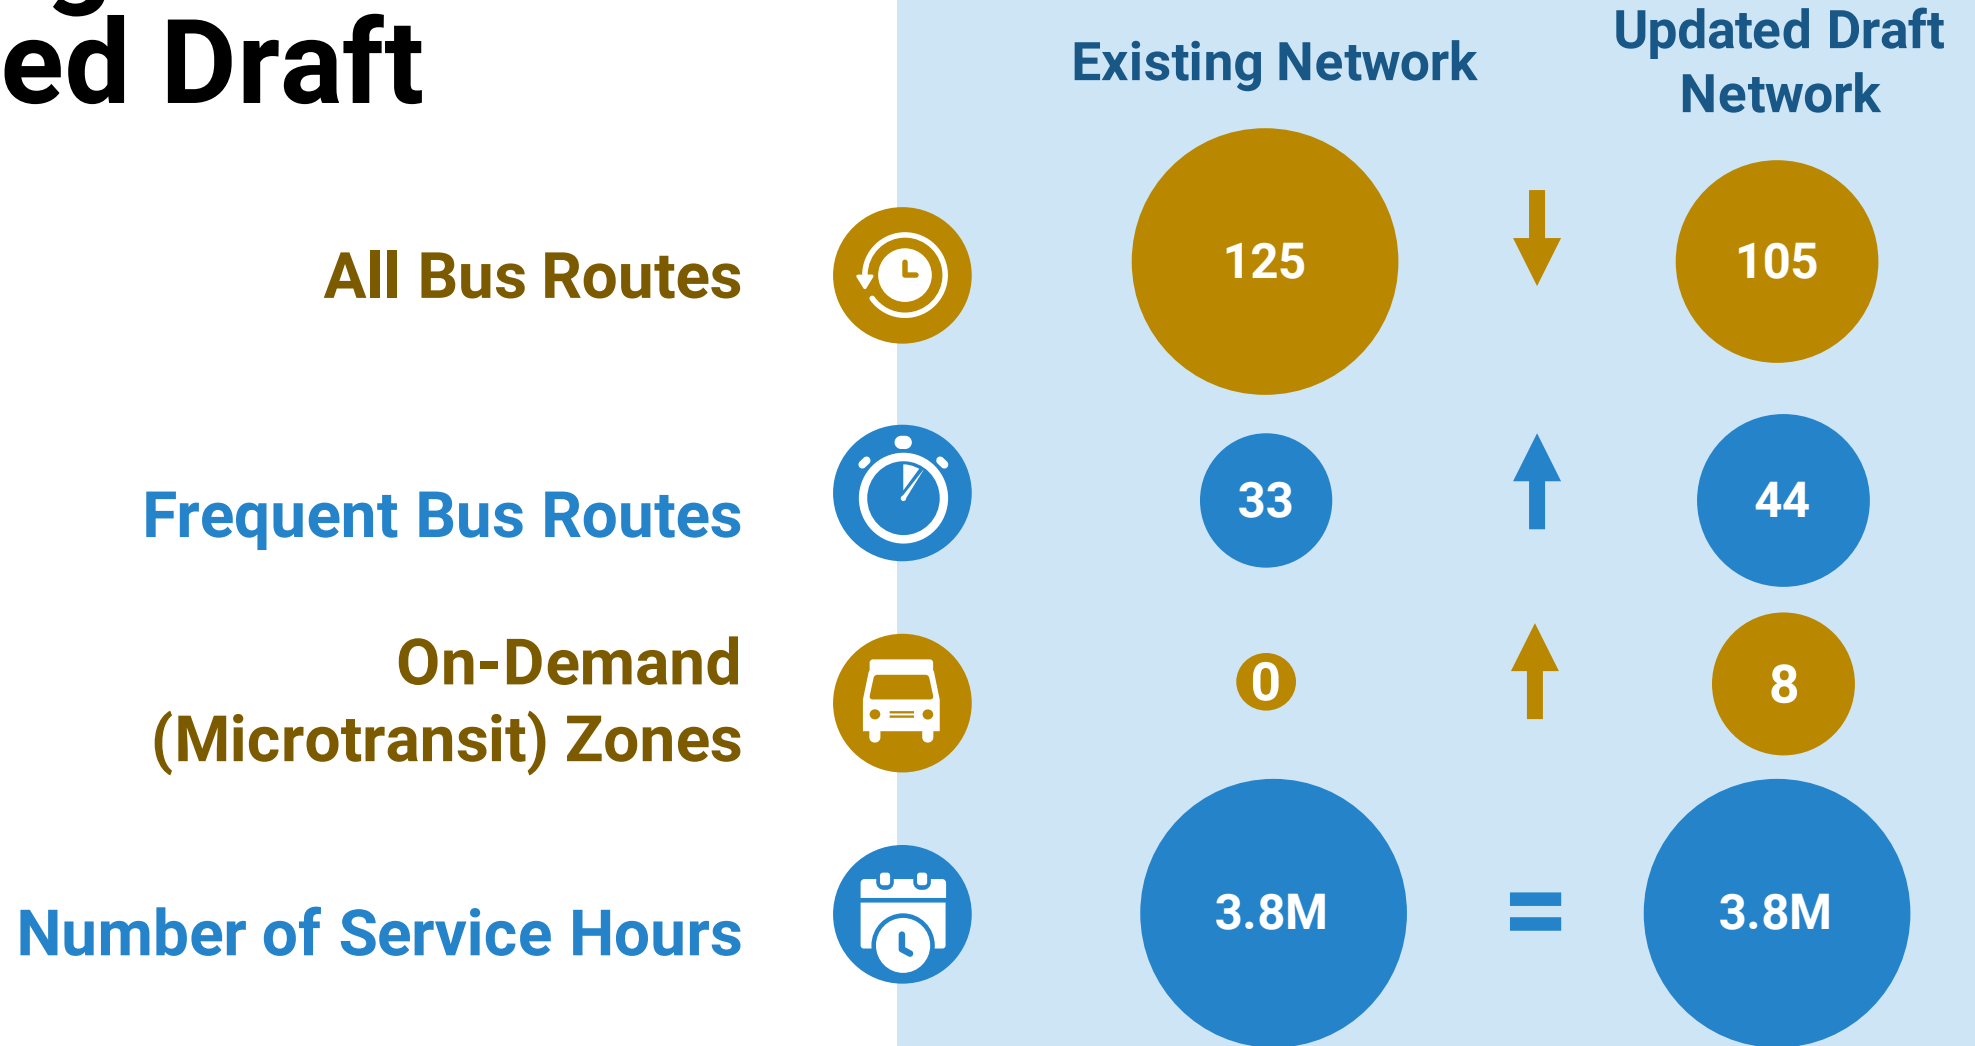 ed Draft
Existing Network
Updated Draft
Network
All Bus Routes
125
105
Frequent Bus Routes
33
44
On-Demand
(Microtransit) Zones
0
8
Number of Service Hours
3.8M
=
3.8M